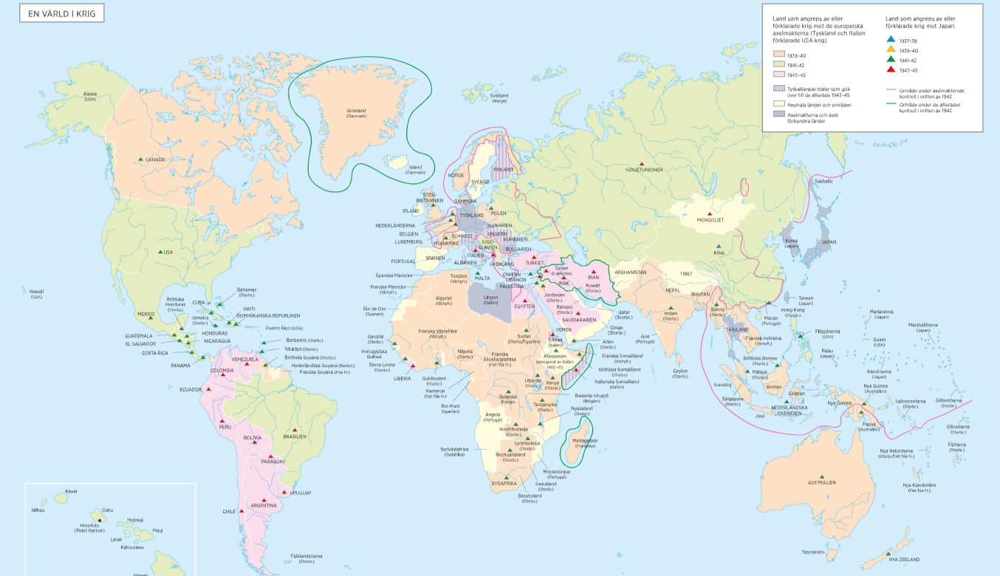 EN VÄRLD I KRIG
Land som angreps av eller
förklarade krig mot de europeiska
axelmakterna (Tyskland och Italien
förklarade USA krig)
1939–40
1941–42
1943–45
Tyskallierade stater som gick
över till de allierade 1943–45
Neutrala länder och områden
Axelmakterna och dess
förbundna länder
Land som angreps av eller
förklarade krig mot Japan
1937–38
1939–40
1941–42
1943–45
Område under axelmakternas
kontroll i mitten av 1942
Område under de allierades
kontroll i mitten av 1942
Alaska
(USA)
CANADA
USA
Hawaii
(USA)
MEXICO
Brittiska
Honduras
(Storbr.)
CUBA
Bahamas
(Storbr.)
HAITI
DOMINIKANSKA REPUBLIKEN
Jamaica
(Storbr.)
Puerto Rico (USA)
GUATEMALA
EL SALVADOR
HONDURAS
NICARAGUA
COSTA RICA
PANAMA
Barbados (Storbr.)
Trinidad (Storbr.)
Brittiska Guyana (Storbr.)
Nederländska Guyana (Nederl.)
Franska Guyana (Fria Fr.)
VENEZUELA
COLOMBIA
ECUADOR
PERU
BRASILIEN
BOLIVIA
PARAGUAY
URUGUAY
ARGENTINA
CHILE
Falklandsöarna
(Storbr.)
Grönland
(Danmark)
Island
(Danmark)
Svalbard
(Norge)
NORGE
SVERIGE
FINLAND
STOR-
BRITANNIEN
IRLAND
DANMARK
NEDERLÄNDERNA
BELGIEN
LUXEMBURG
TYSKLAND
POLEN
SLOVAKIEN
FRANKRIKE
SCHWEIZ
UNGERN
RUMÄNIEN
JUGO-
SLAVIEN
BULGARIEN
ITALIEN
ALBANIEN
GREKLAND
PORTUGAL
SPANIEN
TURKIET
MALTA
CYPERN
LIBANON
PALESTINA
Syrien
(Frankrike)
IRAK
IRAN
Kuwait
(Storbr.)
Jordanien
(Storbr.)
Bahrain
(Storbr.)
SAUDIARABIEN
Qatar
(Storbr.)
Oman
(Storbr.)
YEMEN
Aden
(Storbr.)
Spanska Marocko
Franska Marocko
(Vichyfr.)
Tunisien
(Vichyfr.)
Algeriet
(Vichyfr.)
Libyen
(Italien)
EGYPTEN
Rio de Oro
(Spanien)
Franska Västafrika
(Vichyfr.)
Gambia
(Storbr.)
Portugisiska
Guinea
Sierra Leone
(Storbr.)
LIBERIA
Guldkusten
(Storbr.)
Nigeria
(Storbr.)
Kamerun
(Det fria Fr.)
Rio Muni
(Spanien)
Franska
Ekvatorialafrika
(Det fria Fr.)
Sudan
(Storbr./Egypten)
Eritrea
(Italien)
Abessinien
(ockuperat av Italien
1936–41)
Franska Somaliland
(Vichyfr.)
Brittiska Somaliland
(Storbr.)
Italienska Somaliland
(Italien)
Uganda
(Storbr.)
Kenya
(Storbr.)
Rwanda-Urundi
(Belgien)
Belgiska
Kongo
Tanganyika
(Storbr.)
Nyasaland
(Storbr.)
Angola
(Portugal)
Nordrhodesia
(Storbr.)
Sydrhodesia
(Storbr.)
Bechuanaland
(Storbr.)
Sydvästafrika
(Sydafrika)
SYDAFRIKA
Moçambique
(Portugal)
Swaziland
(Storbr.)
Basutoland
(Storbr.)
Madagaskar
(Frankrike)
SOVJETUNIONEN
MONGOLIET
KINA
Sakhalin
Korea
(Japan)
JAPAN
AFGHANISTAN
TIBET
NEPAL
BHUTAN
Indien
(Storbr.)
Goa
(Portugal)
Ceylon
(Storbr.)
Burma
(Storbr.)
THAILAND
Franska Indokina
(Vichyfr.)
Macao
(Portugal)
Hong Kong
(Storbr.)
Taiwan
(Japan)
Filippinerna
(USA)
Marianerna
(Japan)
Guam
(USA)
Marshallöarna
(Japan)
Palau
(Japan)
Karolinerna
(Japan)
Brittiska Borneo
(Storbr.)
Malaya
(Storbr.)
Singapore
(Storbr.)
Sumatra
Borneo
Celebes
NEDERLÄNDSKA
OSTINDIEN
Java
Nya Guinea
Nya Guinea
(Australien)
Papua
(Australien)
Salomonöarna
(Storbr.)
Gilbertöarna
(Storbr.)
Elliceöarna
(Storbr.)
Fijiöarna
(Storbr.)
Nya Hebriderna
(Storbr./Det fria Fr.)
Nya Kaledonien
(Det fria Fr.)
AUSTRALIEN
Tasmanien
NYA ZEELAND
Kauai
Niihau
Oahu
Honolulu
(Pearl Harbor)
Molokai
Lanai
Maui
Kahoolawe
Hawaii